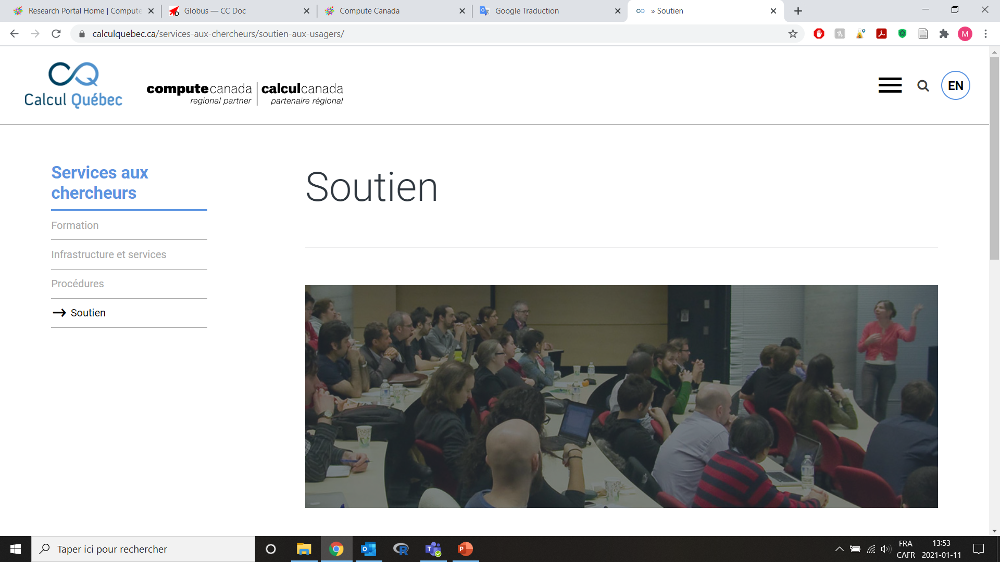 Research Portal Home | Compute
Globus — CC Doc
Compute Canada
Google Traduction
» Soutien
calculquebec.ca/services-aux-chercheurs/soutien-aux-usagers/
M
Calcul Québec
computecanada | calculcanada
regional partner partenaire régional
EN
Services aux
chercheurs
Formation
Infrastructure et services
Procédures
→ Soutien
Soutien
Taper ici pour rechercher
FRA
CAFR
13:53
2021-01-11